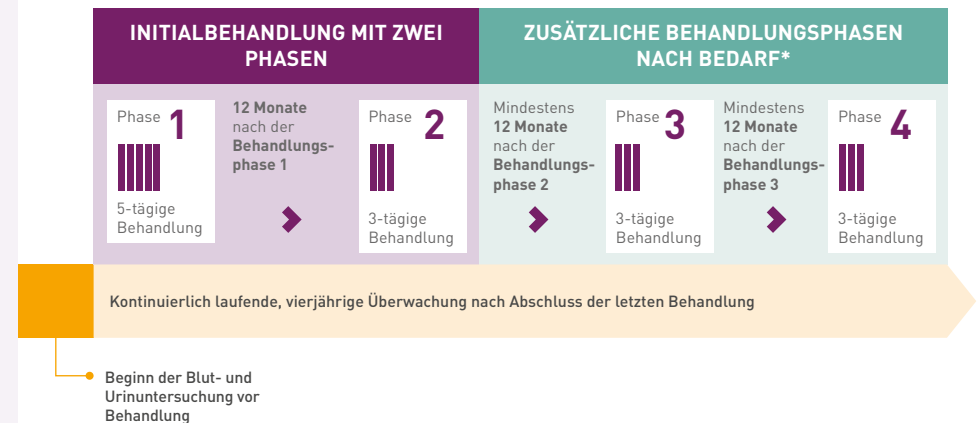 INITIALBEHANDLUNG MIT ZWEI
PHASEN
ZUSÄTZLICHE BEHANDLUNGSPHASEN
NACH BEDARF*
Phase 1
5-tägige
Behandlung
12 Monate
nach der
Behandlungs-
phase 1
Phase 2
3-tägige
Behandlung
Mindestens
12 Monate
nach der
Behandlungs-
phase 2
Phase 3
3-tägige
Behandlung
Mindestens
12 Monate
nach der
Behandlungs-
phase 3
Phase 4
3-tägige
Behandlung
Kontinuierlich laufende, vierjährige Überwachung nach Abschluss der letzten Behandlung
Beginn der Blut- und
Urinuntersuchung vor
Behandlung